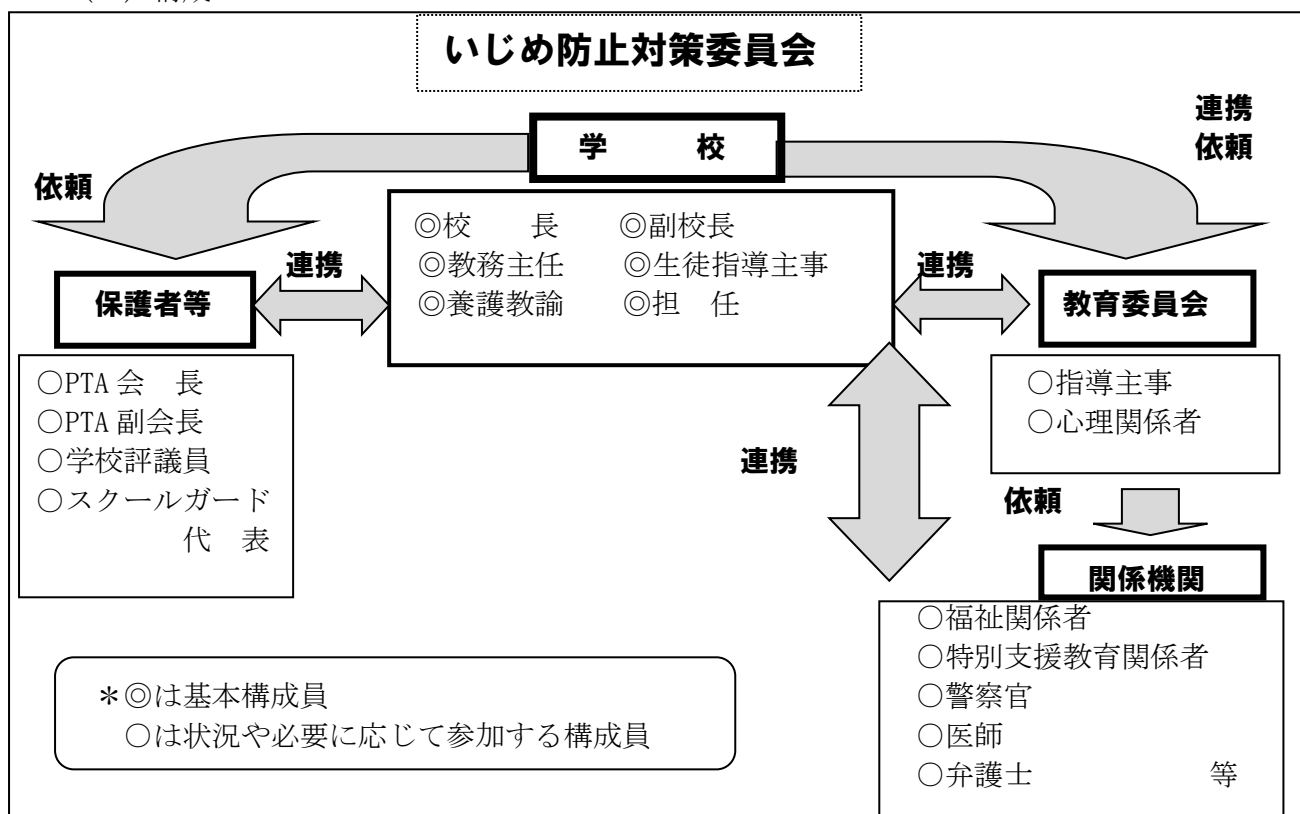 いじめ防止対策委員会
学　　校
連携
依頼
依頼
◎校　　長　　◎副校長
◎教務主任　　◎生徒指導主事
◎養護教諭　　◎担　任
連携
連携
保護者等
教育委員会
○PTA会　長
○PTA副会長
○学校評議員
○スクールガード
代　表
○指導主事
○心理関係者
連携
依頼
関係機関
○福祉関係者
○特別支援教育関係者
○警察官
○医師
○弁護士　　　　等
＊◎は基本構成員
○は状況や必要に応じて参加する構成員